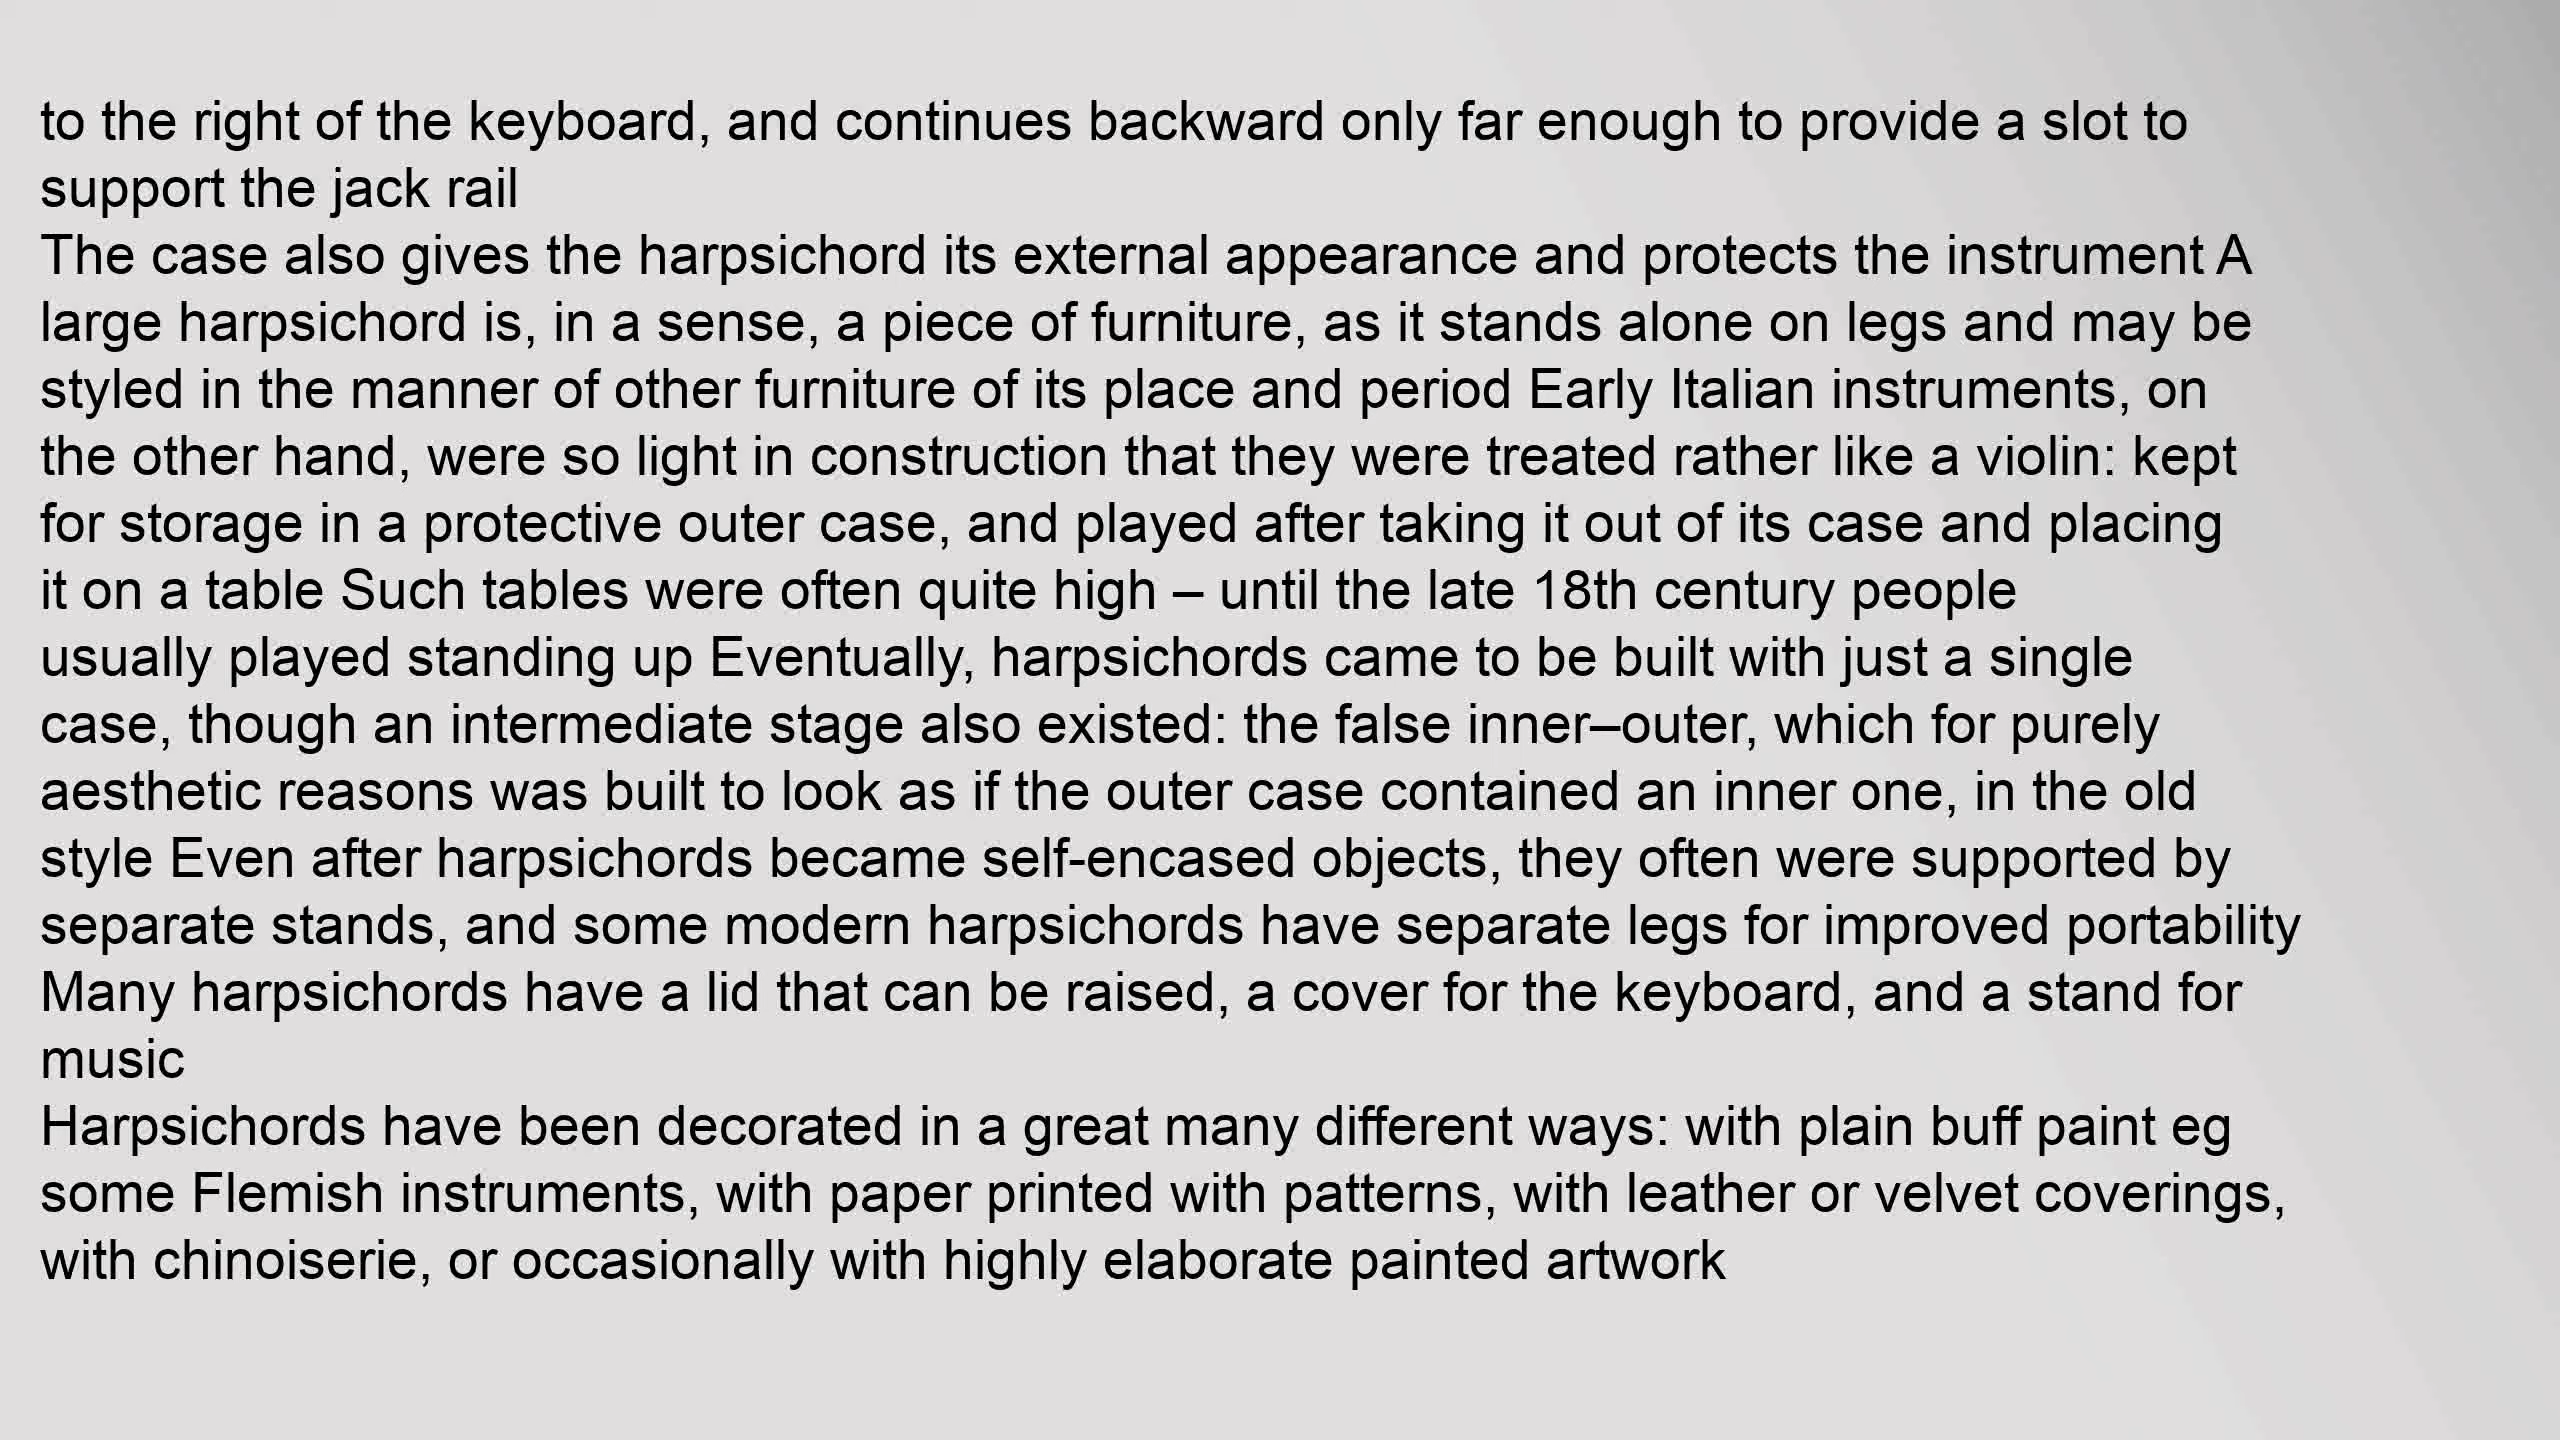 to the right of the keyboard, and continues backward only far enough to provide a slot to
support the jack rail
The case also gives the harpsichord its external appearance and protects the instrument A
large harpsichord is, in a sense, a piece of furniture, as it stands alone on legs and may be
styled in the manner of other furniture of its place and period Early Italian instruments, on
the other hand, were so light in construction that they were treated rather like a violin: kept
for storage in a protective outer case, and played after taking it out of its case and placing
it on a table Such tables were often quite high – until the late 18th century people
usually played standing up Eventually, harpsichords came to be built with just a single
case, though an intermediate stage also existed: the false inner–outer, which for purely
aesthetic reasons was built to look as if the outer case contained an inner one, in the old
style Even after harpsichords became self-encased objects, they often were supported by
separate stands, and some modern harpsichords have separate legs for improved portability
Many harpsichords have a lid that can be raised, a cover for the keyboard, and a stand for
music
Harpsichords have been decorated in a great many different ways: with plain buff paint eg
some Flemish instruments, with paper printed with patterns, with leather or velvet coverings,
with chinoiserie, or occasionally with highly elaborate painted artwork